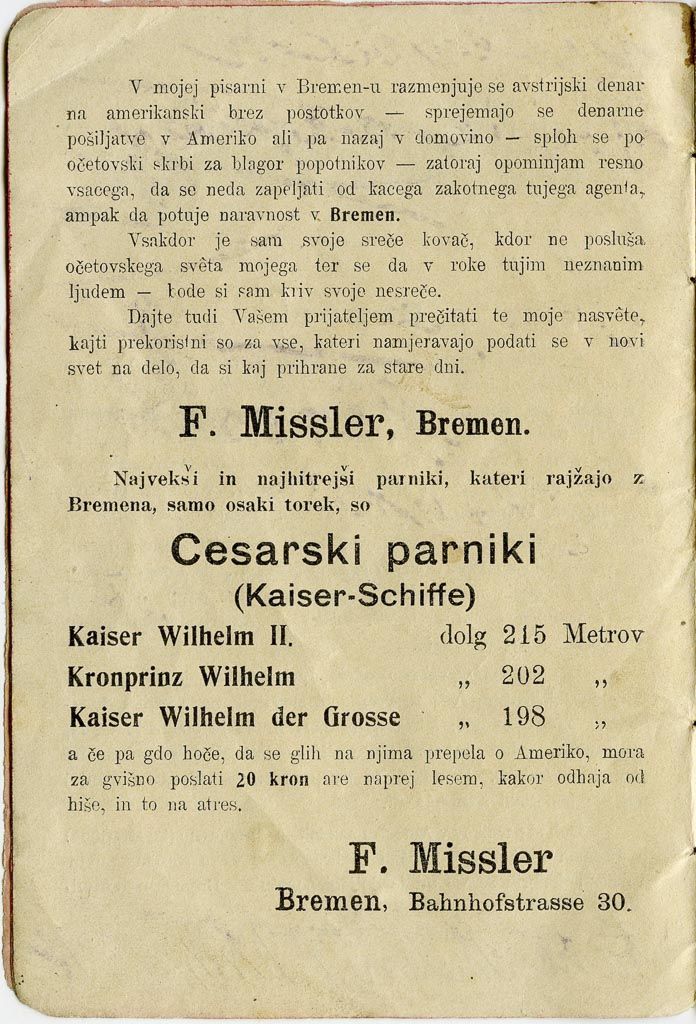 V mojej pisarni v Bremen-u razmenjuje se avstrijski denar
na amerikanski brez postotkov — sprejemajo se denarne
pošiljatve v Ameriko ali pa nazaj v domovino — sploh se po
očetovski skrbi za blagor popotnikov — zatoraj opominjam resno
vsacega, da se neda zapeljati od kacega zakotnega tujega agenta,
ampak da potuje naravnost v Bremen.
Vsakdor je sam svoje sreče kovač, kdor ne posluša
očetovskega svêta mojega ter se da v roke tujim neznanim
ljudem — bode si sam kriv svoje nesreče.
Dajte tudi Vašem prijateljem prečitati te moje nasvête,
kajti prekoristni so za vse, kateri namjeravajo podati se v novi
svet na delo, da si kaj prihrane za stare dni.
F. Missler, Bremen.
Najvekši in najhitrejši parniki, kateri rajžajo z
Bremena, samo osaki torek, so
Cesarski parniki
(Kaiser-Schiffe)
Kaiser Wilhelm II. dolg 215 Metrov
Kronprinz Wilhelm „ 202 „
Kaiser Wilhelm der Grosse „ 198 „
a če pa gdo hoče, da se glih na njima prepela o Ameriko, mora
za gvišno poslati 20 kron are naprej lesem, kakor odhaja od
hiše, in to na atres.
F. Missler
Bremen, Bahnhofstrasse 30.